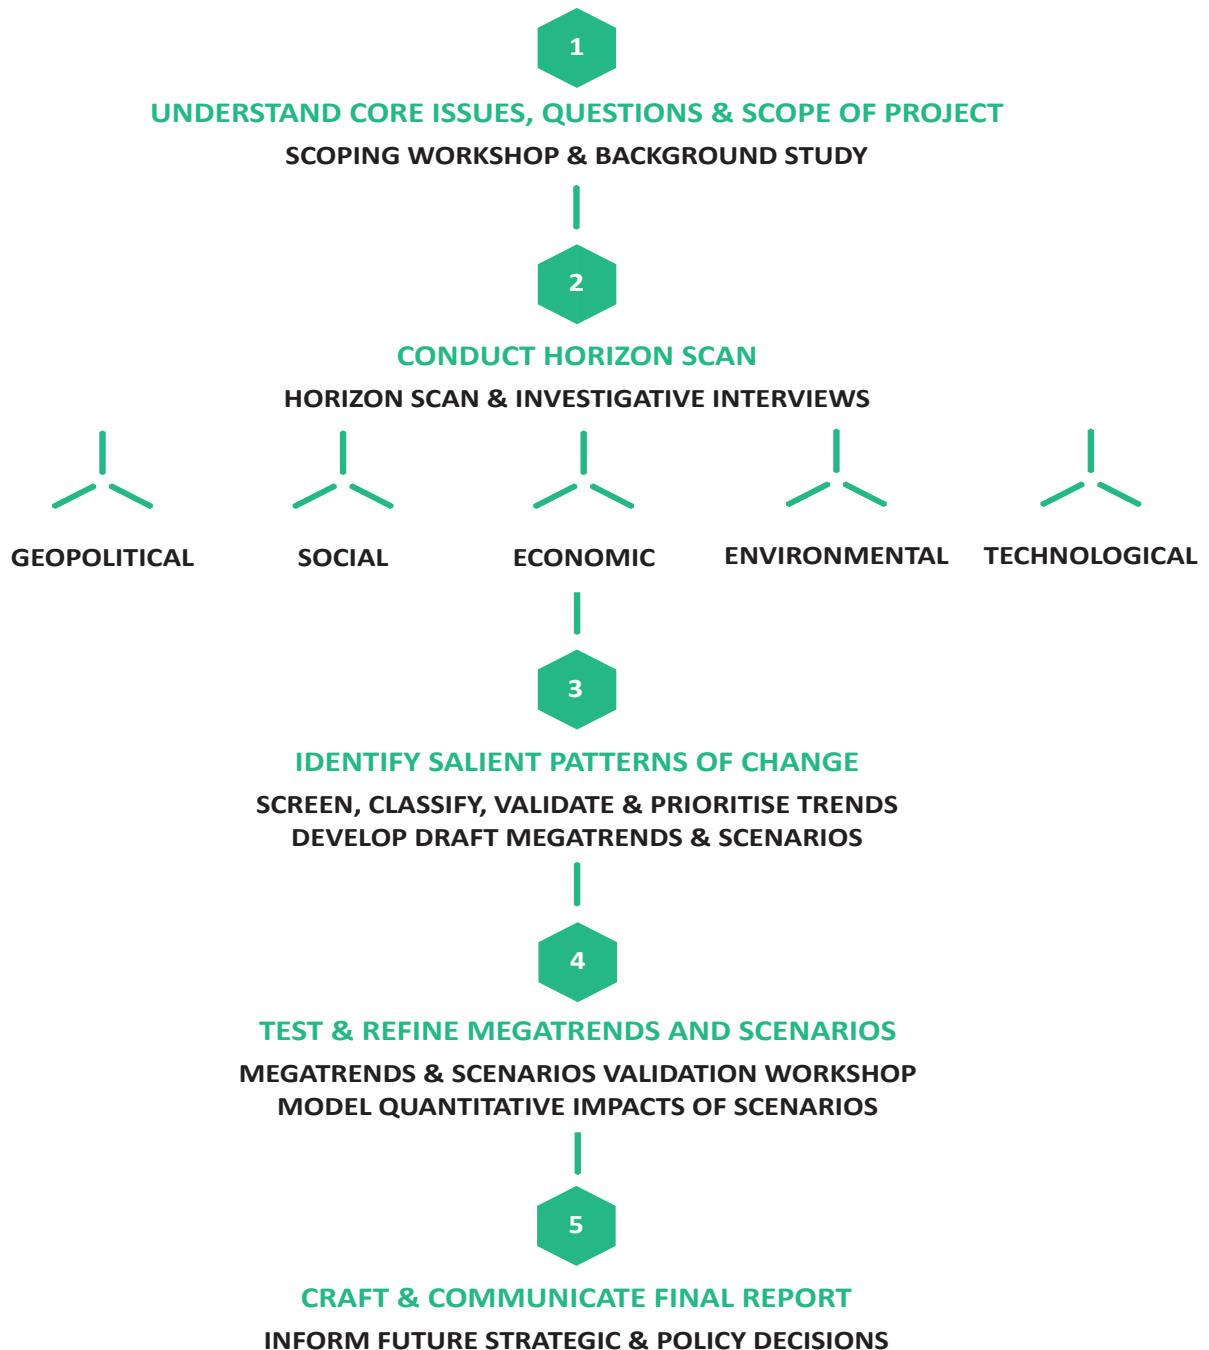 1
UNDERSTAND CORE ISSUES, QUESTIONS & SCOPE OF PROJECT
SCOPING WORKSHOP & BACKGROUND STUDY
2
CONDUCT HORIZON SCAN
HORIZON SCAN & INVESTIGATIVE INTERVIEWS
GEOPOLITICAL SOCIAL ECONOMIC ENVIRONMENTAL TECHNOLOGICAL
3
IDENTIFY SALIENT PATTERNS OF CHANGE
SCREEN, CLASSIFY, VALIDATE & PRIORITISE TRENDS
DEVELOP DRAFT MEGATRENDS & SCENARIOS
4
TEST & REFINE MEGATRENDS AND SCENARIOS
MEGATRENDS & SCENARIOS VALIDATION WORKSHOP
MODEL QUANTITATIVE IMPACTS OF SCENARIOS
5
CRAFT & COMMUNICATE FINAL REPORT
INFORM FUTURE STRATEGIC & POLICY DECISIONS